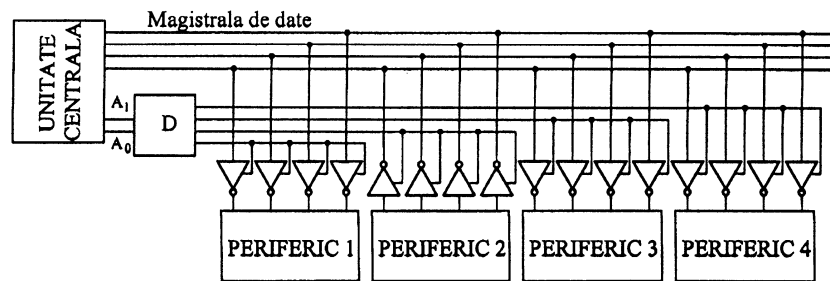 Magistrala de date
UNITATE
CENTRALA
A₁
D
A₀
PERIFERIC 1
PERIFERIC 2
PERIFERIC 3
PERIFERIC 4